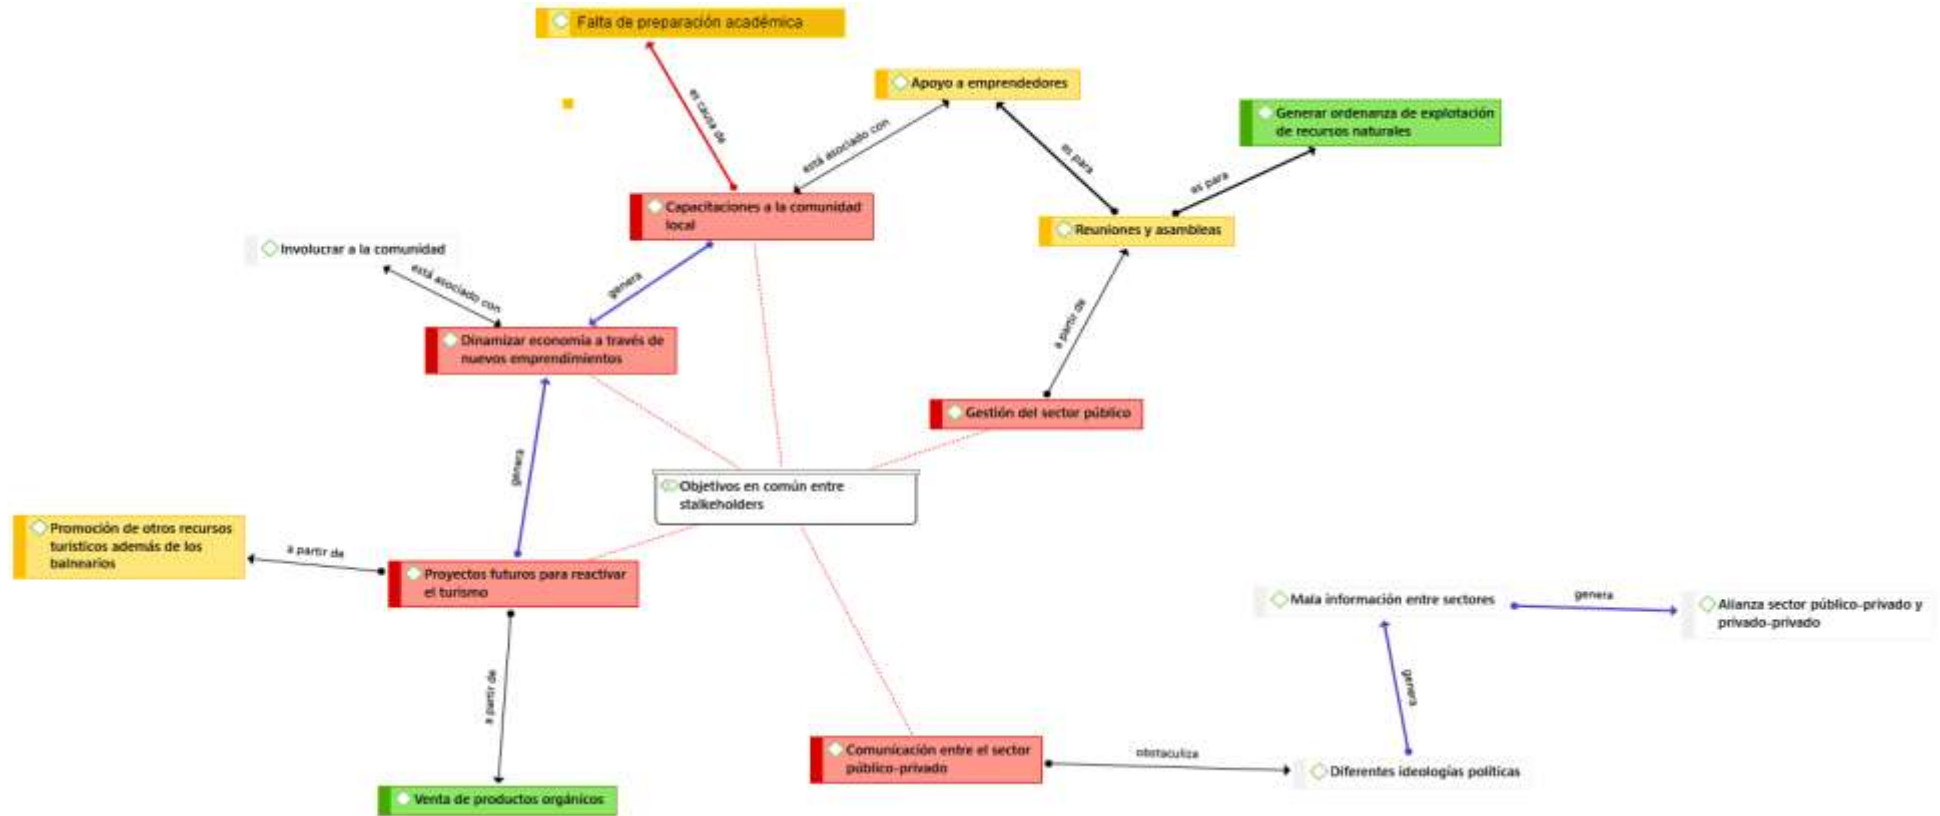 Falta de preparación académica
es causa de
Apoyo a emprendedores
está asociado con
es para
Generar ordenanza de explotación
de recursos naturales
es para
Capacitaciones a la comunidad
local
Reuniones y asambleas
Involucrar a la comunidad
está asociado con
genera
a partir de
Dinamizar economía a través de
nuevos emprendimientos
Gestión del sector público
genera
Objetivos en común entre
stalkeholders
Promoción de otros recursos
turísticos además de los
balnearios
a partir de
Proyectos futuros para reactivar
el turismo
Mala información entre sectores
genera
Alianza sector público-privado y
privado-privado
genera
a partir de
Comunicación entre el sector
público-privado
obstaculiza
Diferentes ideologías políticas
Venta de productos orgánicos